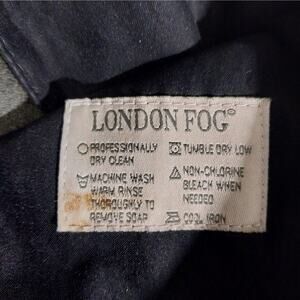 LONDON FOG®
PROFESSIONALLY
DRY CLEAN
MACHINE WASH
WARM RINSE
THOROUGHLY TO
REMOVE SOAP
TUMBLE DRY LOW
NON-CHLORINE
BLEACH WHEN
NEEDED
COOL IRON